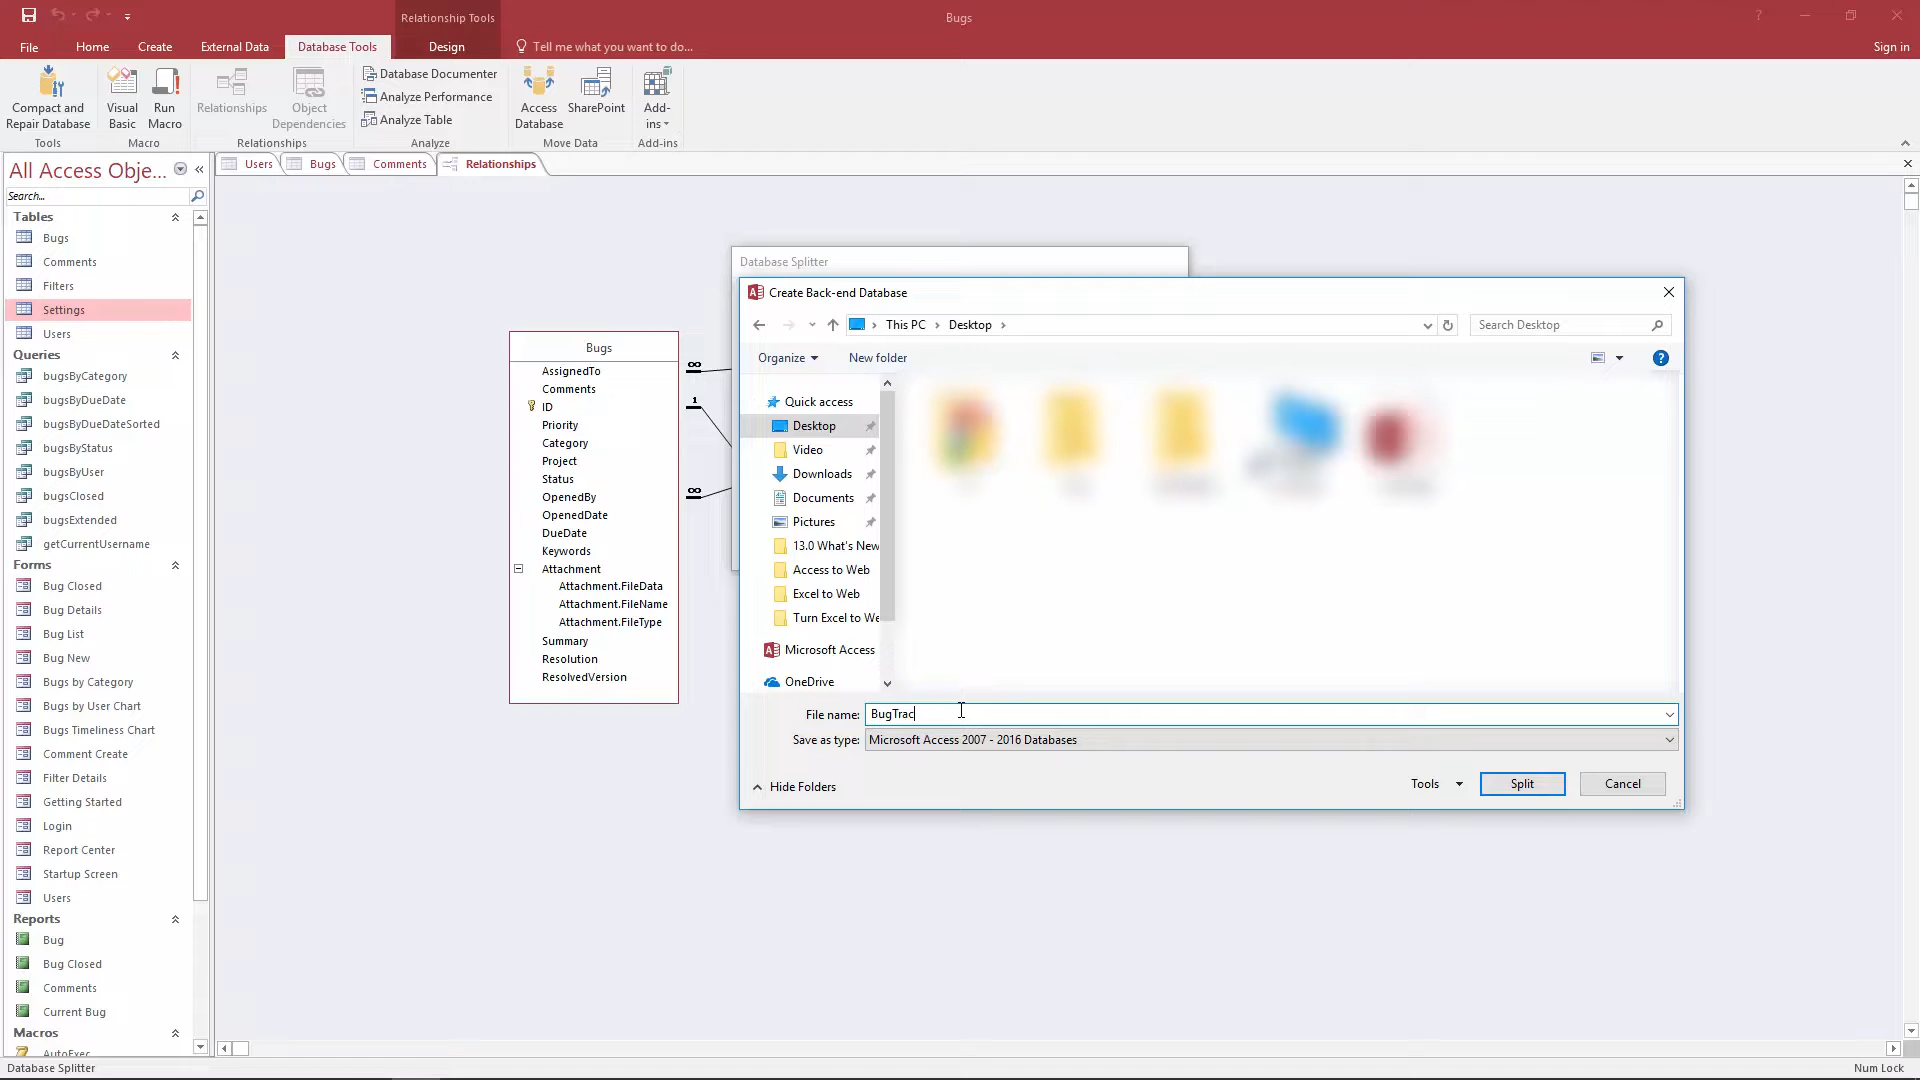 Relationship Tools
Bugs
File
Home
Create
External Data
Database Tools
Design
Tell me what you want to do...
Sign in
Compact and
Repair Database
Visual
Basic
Run
Macro
Relationships
Object
Dependencies
Database Documenter
Analyze Performance
Analyze Table
Access
Database
SharePoint
Add-
ins
Tools
Macro
Relationships
Analyze
Move Data
Add-ins
All Access Obje...
Search...
Tables
Bugs
Comments
Filters
Settings
Users
Queries
bugsByCategory
bugsByDueDate
bugsByDueDateSorted
bugsByStatus
bugsByUser
bugsClosed
bugsExtended
getCurrentUsername
Forms
Bug Closed
Bug Details
Bug List
Bug New
Bugs by Category
Bugs by User Chart
Bugs Timeliness Chart
Comment Create
Filter Details
Getting Started
Login
Report Center
Startup Screen
Users
Reports
Bug
Bug Closed
Comments
Current Bug
Macros
AutoExec
Users
Bugs
Comments
Relationships
Bugs
AssignedTo
Comments
ID
Priority
Category
Project
Status
OpenedBy
OpenedDate
DueDate
Keywords
Attachment
Attachment.FileData
Attachment.FileName
Attachment.FileType
Summary
Resolution
ResolvedVersion
∞
1
∞
Database Splitter
Create Back-end Database
This PC
Desktop
Search Desktop
Organize
New folder
Quick access
Desktop
Video
Downloads
Documents
Pictures
13.0 What's New
Access to Web
Excel to Web
Turn Excel to We
Microsoft Access
OneDrive
File name: BugTrac
Save as type: Microsoft Access 2007 - 2016 Databases
Hide Folders
Tools
Split
Cancel
Database Splitter
Num Lock